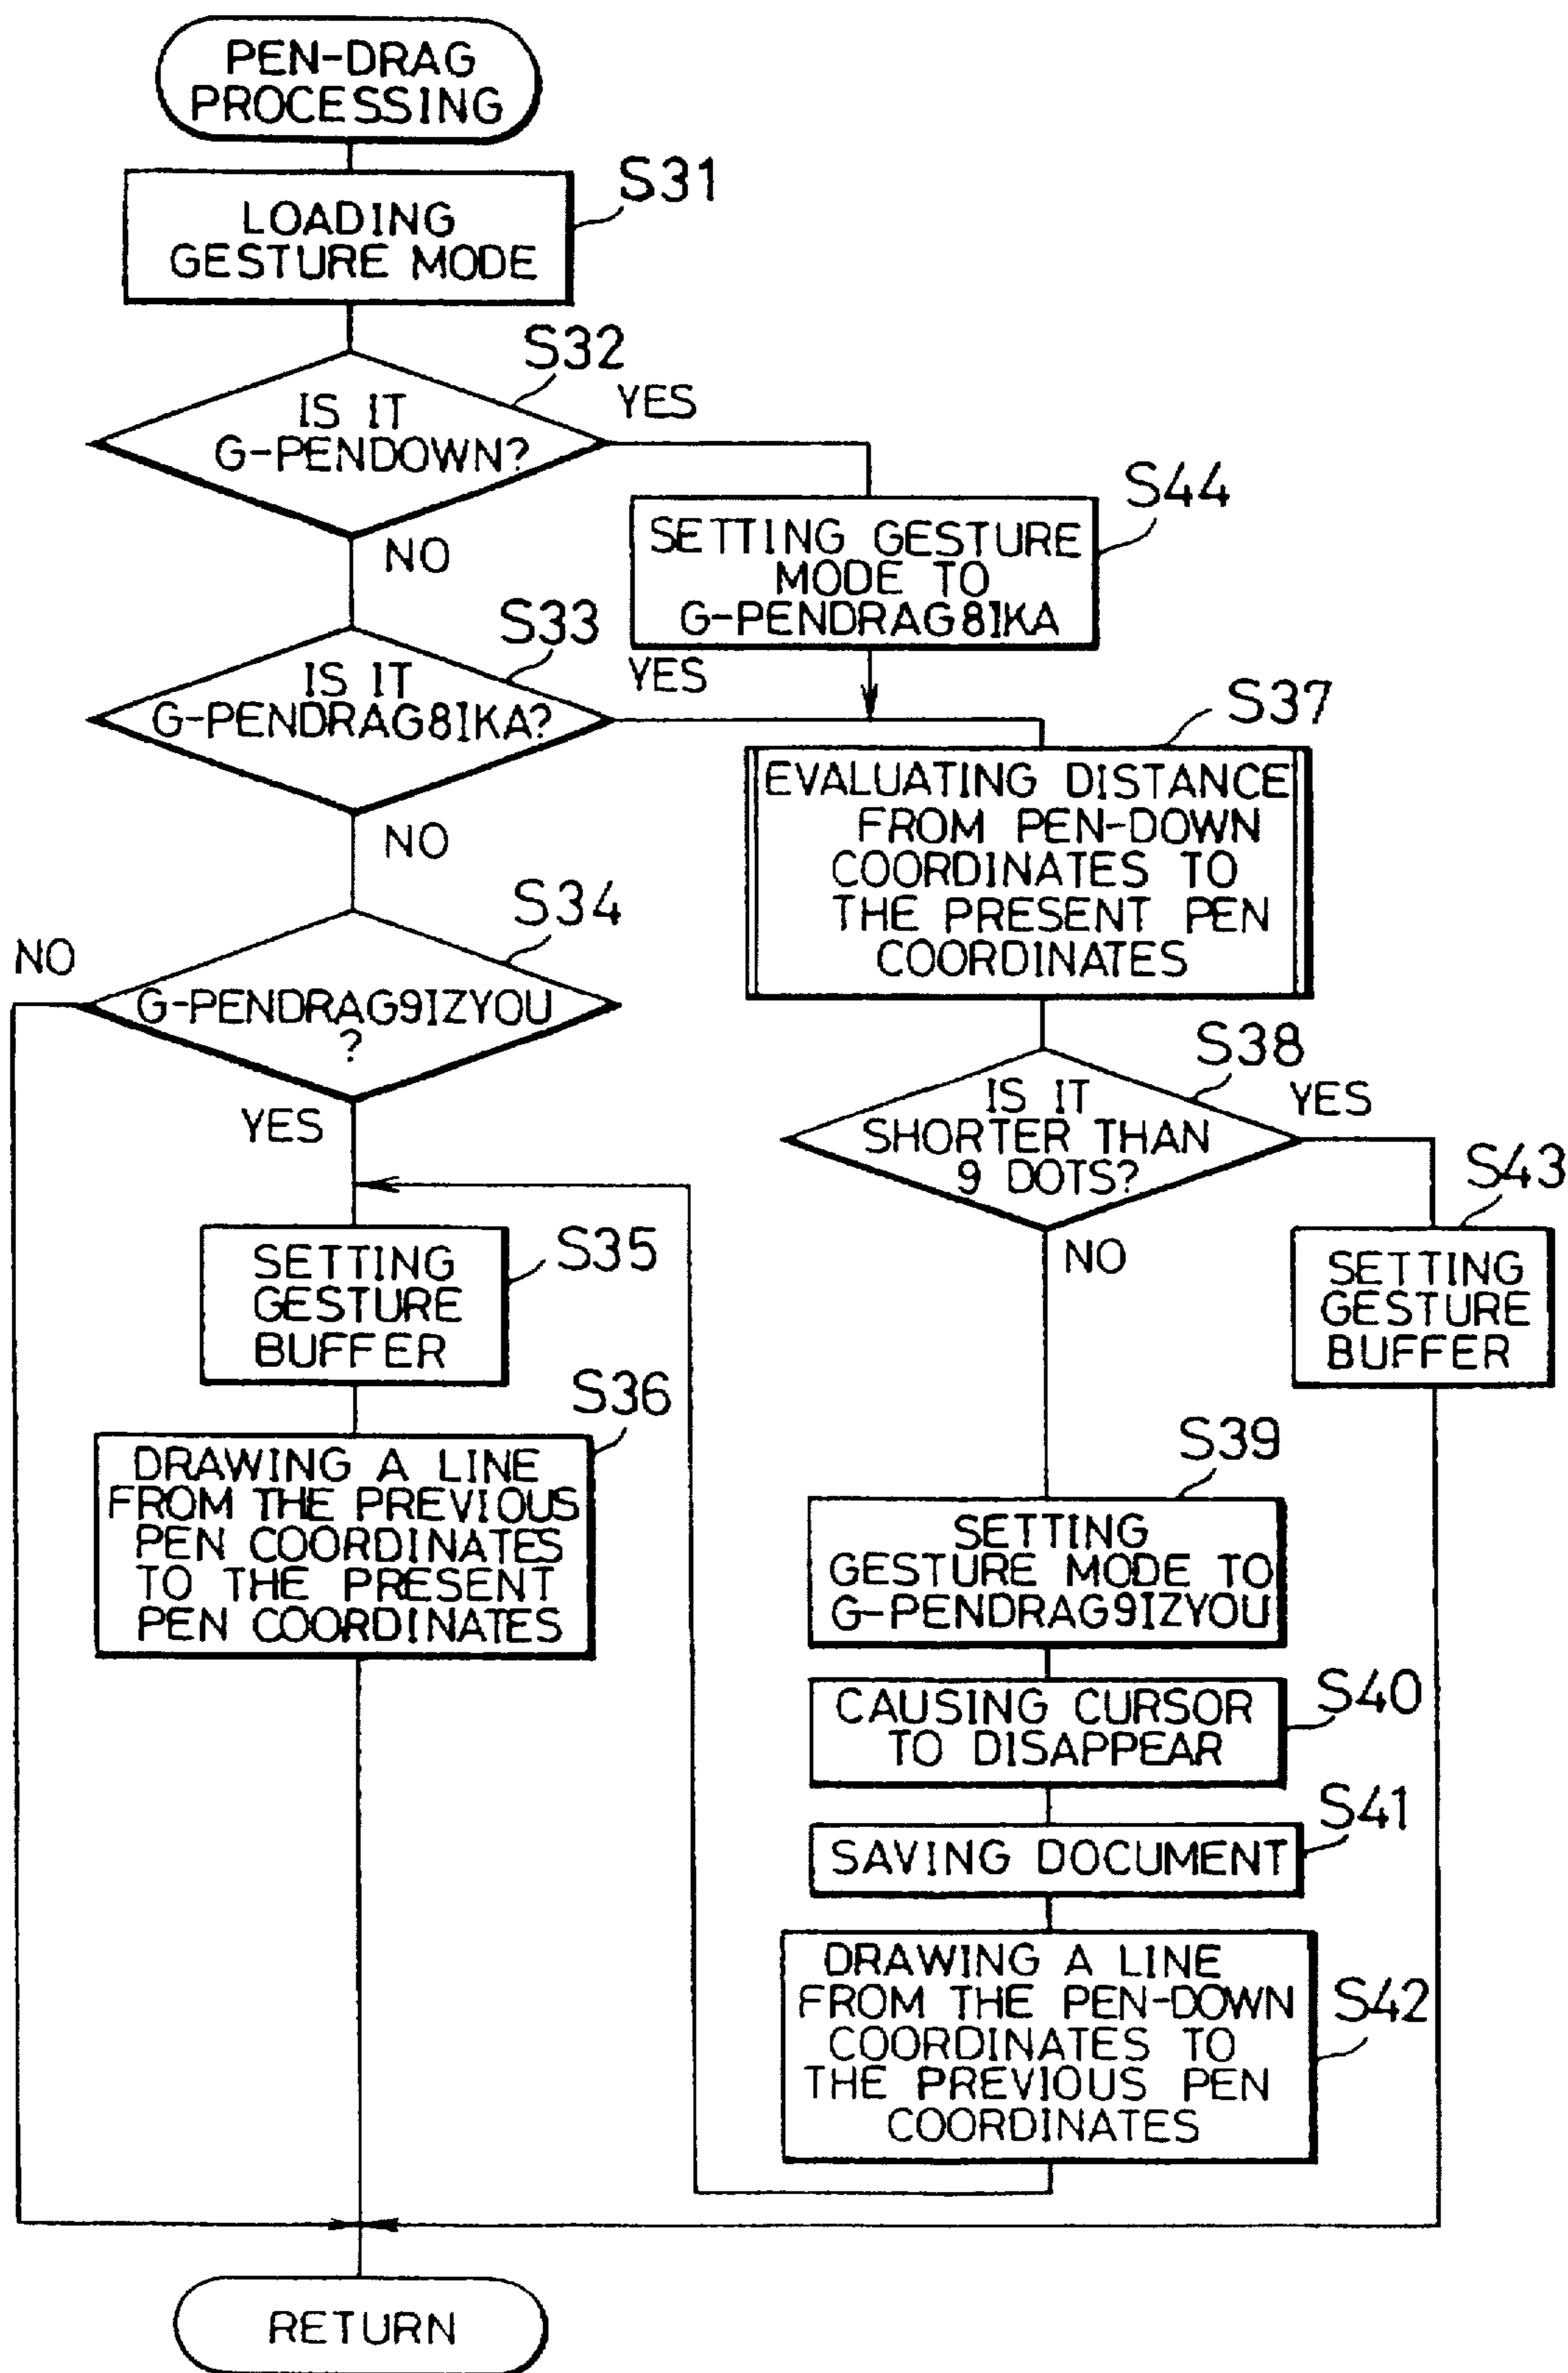 PEN-DRAG
PROCESSING
S31
LOADING
GESTURE MODE
S32
IS IT
G-PENDOWN?
YES
NO
S44
SETTING GESTURE
MODE TO
G-PENDRAG8IKA
S33
IS IT
G-PENDRAG8IKA?
YES
NO
S37
EVALUATING DISTANCE
FROM PEN-DOWN
COORDINATES TO
THE PRESENT PEN
COORDINATES
S34
NO
G-PENDRAG9IZYOU
?
YES
S38
IS IT
SHORTER THAN
9 DOTS?
YES
NO
S43
SETTING
GESTURE
BUFFER
S35
SETTING
GESTURE
BUFFER
S36
DRAWING A LINE
FROM THE PREVIOUS
PEN COORDINATES
TO THE PRESENT
PEN COORDINATES
S39
SETTING
GESTURE MODE TO
G-PENDRAG9IZYOU
S40
CAUSING CURSOR
TO DISAPPEAR
S41
SAVING DOCUMENT
S42
DRAWING A LINE
FROM THE PEN-DOWN
COORDINATES TO
THE PREVIOUS PEN
COORDINATES
RETURN